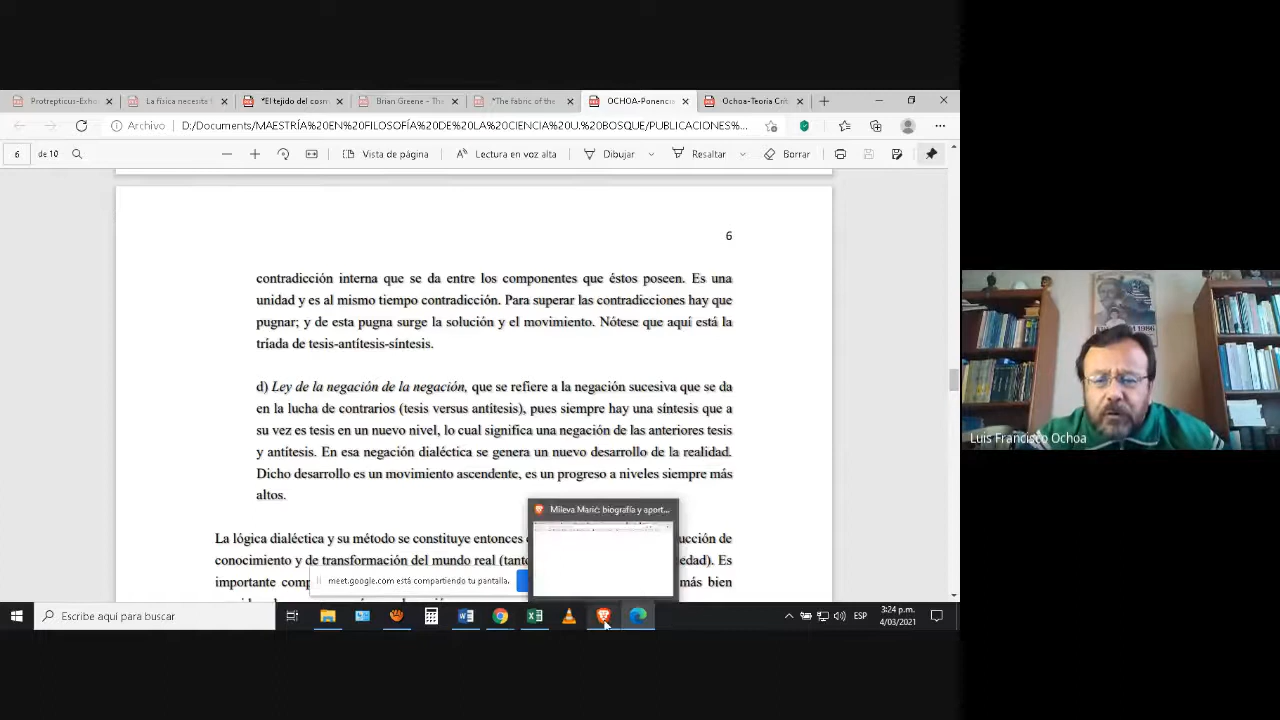 Protrepticus-Exho
La física necesita f
*El tejido del cosm
Brian Greene - The
*The fabric of the
OCHOA-Ponencia
Ochoa-Teoria Crit
Archivo
D:/Documents/MAESTRÍA%20EN%20FILOSOFÍA%20DE%20LA%20CIENCIA%20U.%20BOSQUE/PUBLICACIONES%...
6 de 10
Vista de página
Lectura en voz alta
Dibujar
Resaltar
Borrar
6
contradicción interna que se da entre los componentes que éstos poseen. Es una
unidad y es al mismo tiempo contradicción. Para superar las contradicciones hay que
pugnar; y de esta pugna surge la solución y el movimiento. Nótese que aquí está la
tríada de tesis-antítesis-síntesis.
d) Ley de la negación de la negación, que se refiere a la negación sucesiva que se da
en la lucha de contrarios (tesis versus antítesis), pues siempre hay una síntesis que a
su vez es tesis en un nuevo nivel, lo cual significa una negación de las anteriores tesis
y antítesis. En esa negación dialéctica se genera un nuevo desarrollo de la realidad.
Dicho desarrollo es un movimiento ascendente, es un progreso a niveles siempre más
altos.
Mileva Marić: biografía y aport...
La lógica dialéctica y su método se constituye entonces
ucción de
conocimiento y de transformación del mundo real (tant
edad). Es
importante comp
más bien
meet.google.com está compartiendo tu pantalla.
Escribe aquí para buscar
ESP
3:24 p.m.
4/03/2021
1986
Luis Francisco Ochoa